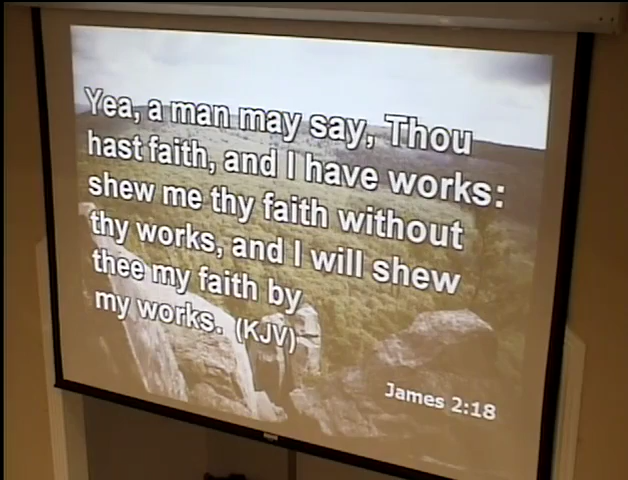 Yea, a man may say, Thou
hast faith, and I have works:
shew me thy faith without
thy works, and I will shew
thee my faith by
my works. (KJV)
James 2:18